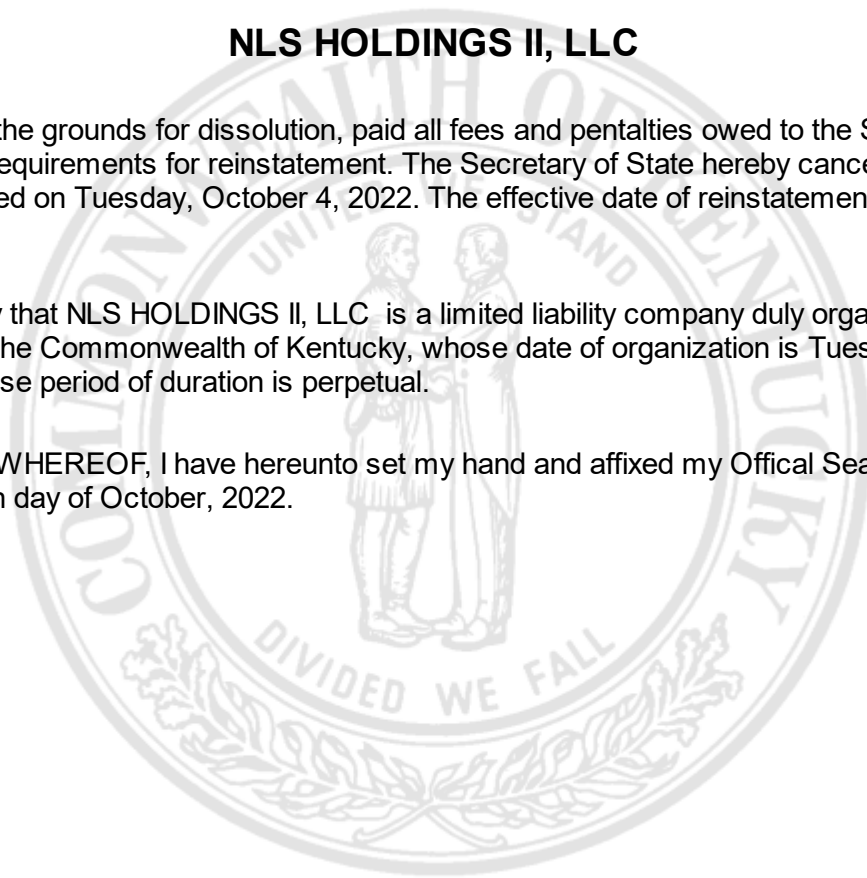 NLS HOLDINGS II, LLC
the grounds for dissolution, paid all fees and pentalties owed to the S
equirements for reinstatement. The Secretary of State hereby cance
ed on Tuesday, October 4, 2022. The effective date of reinstatemen
y that NLS HOLDINGS II, LLC is a limited liability company duly orga
he Commonwealth of Kentucky, whose date of organization is Tues
se period of duration is perpetual.
WHEREOF, I have hereunto set my hand and affixed my Offical Sea
h day of October, 2022.
COMMONWEALTH OF KENTUCKY
UNITED WE STAND
DIVIDED WE FALL